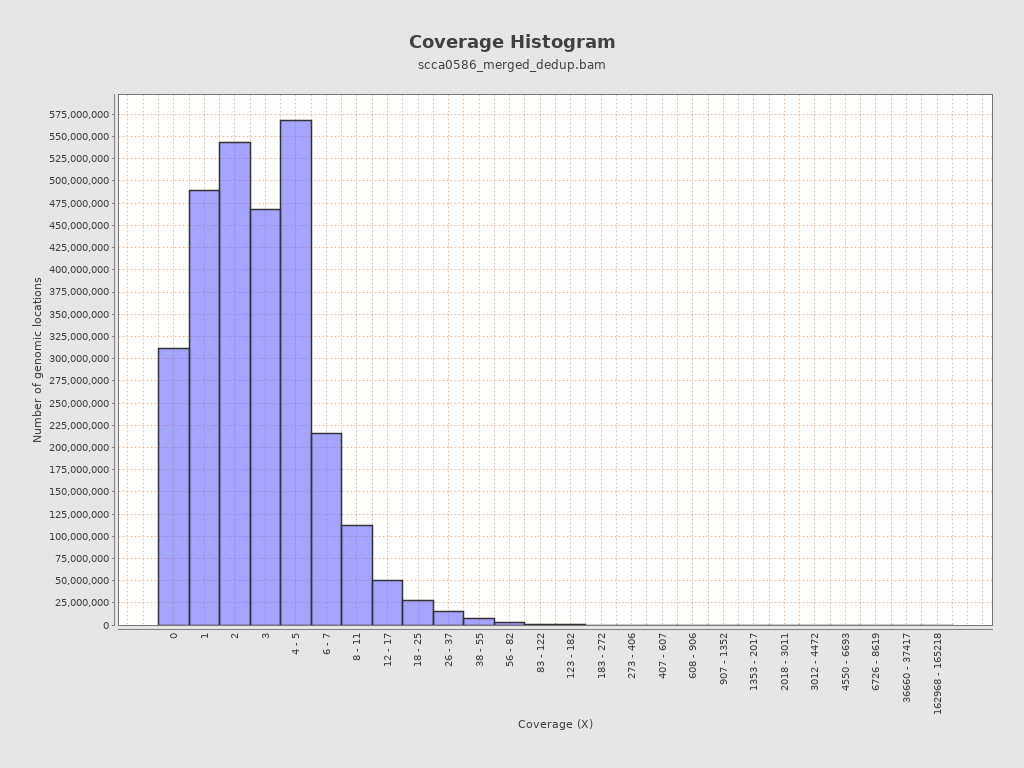 Coverage Histogram
scca0586_merged_dedup.bam
Number of genomic locations
575,000,000
550,000,000
525,000,000
500,000,000
475,000,000
450,000,000
425,000,000
400,000,000
375,000,000
350,000,000
325,000,000
300,000,000
275,000,000
250,000,000
225,000,000
200,000,000
175,000,000
150,000,000
125,000,000
100,000,000
75,000,000
50,000,000
25,000,000
0
0
1
2
3
4 - 5
6 - 7
8 - 11
12 - 17
18 - 25
26 - 37
38 - 55
56 - 82
83 - 122
123 - 182
183 - 272
273 - 406
407 - 607
608 - 906
907 - 1352
1353 - 2017
2018 - 3011
3012 - 4472
4550 - 6693
6726 - 8619
36660 - 37417
162968 - 165218
Coverage (X)